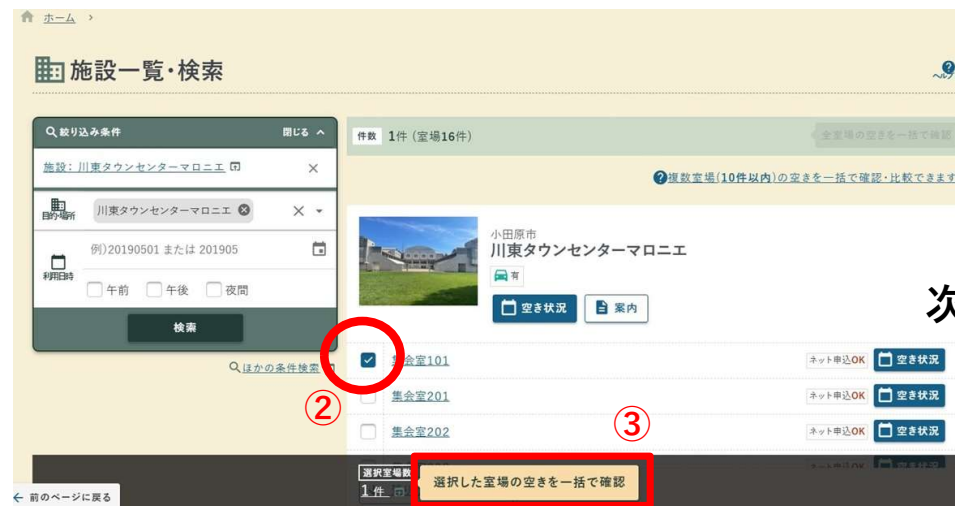 ホーム >
施設一覧・検索
ヘルプ
絞り込み条件 閉じる
件数 1件 (室場16件)
全室場の空きを一括で確認
施設: 川東タウンセンターマロニエ
複数室場(10件以内)の空きを一括で確認・比較できます
目的・場所
川東タウンセンターマロニエ
小田原市
川東タウンセンターマロニエ
有
例)20190501 または 201905
利用日時
午前 午後 夜間
空き状況 案内
次
検索
ほかの条件検索
集会室101 ネット申込OK 空き状況
②
集会室201 ネット申込OK 空き状況
③
集会室202 ネット申込OK 空き状況
選択室場数
1件
選択した室場の空きを一括で確認
前のページに戻る